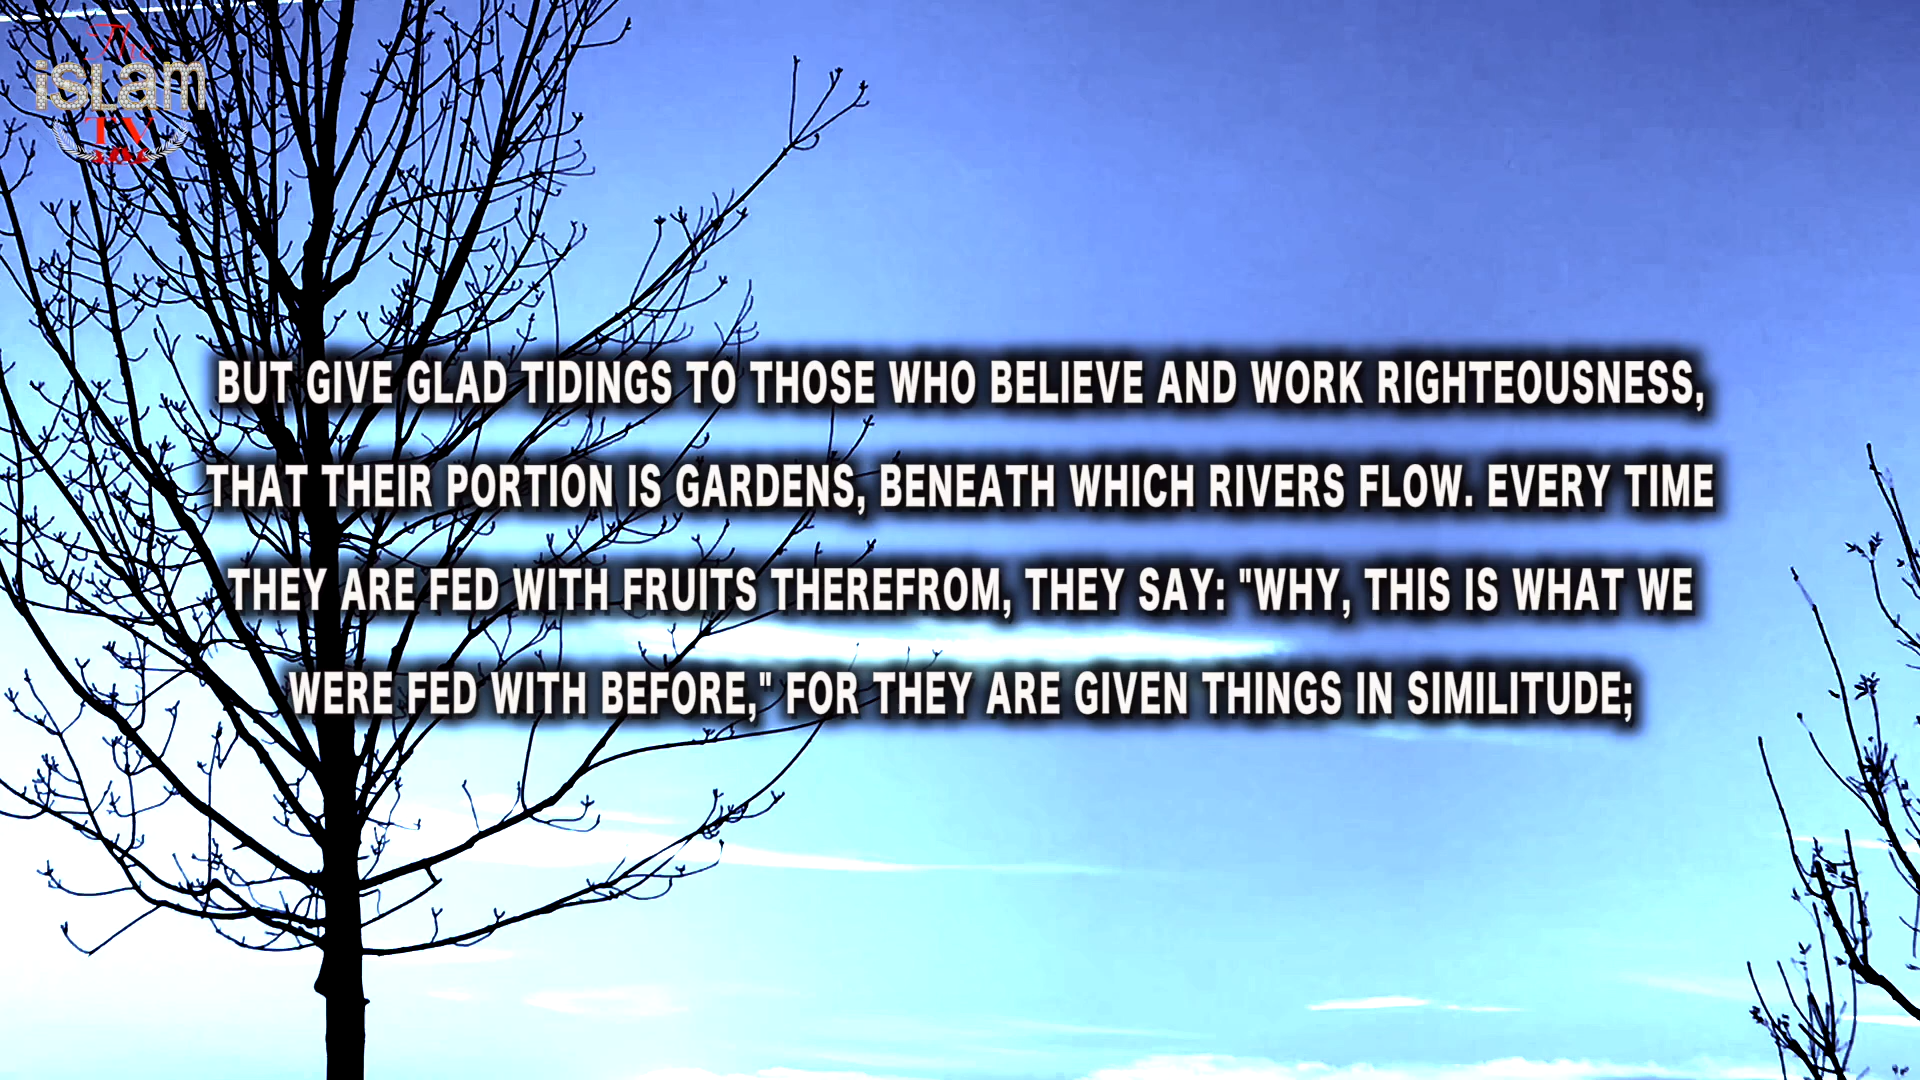 The
iSLam
TV
BUT GIVE GLAD TIDINGS TO THOSE WHO BELIEVE AND WORK RIGHTEOUSNESS,
THAT THEIR PORTION IS GARDENS, BENEATH WHICH RIVERS FLOW. EVERY TIME
THEY ARE FED WITH FRUITS THEREFROM, THEY SAY: "WHY, THIS IS WHAT WE
WERE FED WITH BEFORE," FOR THEY ARE GIVEN THINGS IN SIMILITUDE;